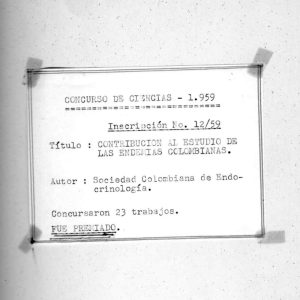 CONCURSO DE CIENCIAS - 1.959
Inscripción No. 12/59
Título : CONTRIBUCION AL ESTUDIO DE
LAS ENDEMIAS COLOMBIANAS.
Autor : Sociedad Colombiana de Endo-
crinología.
Concursaron 23 trabajos.
FUE PREMIADO.